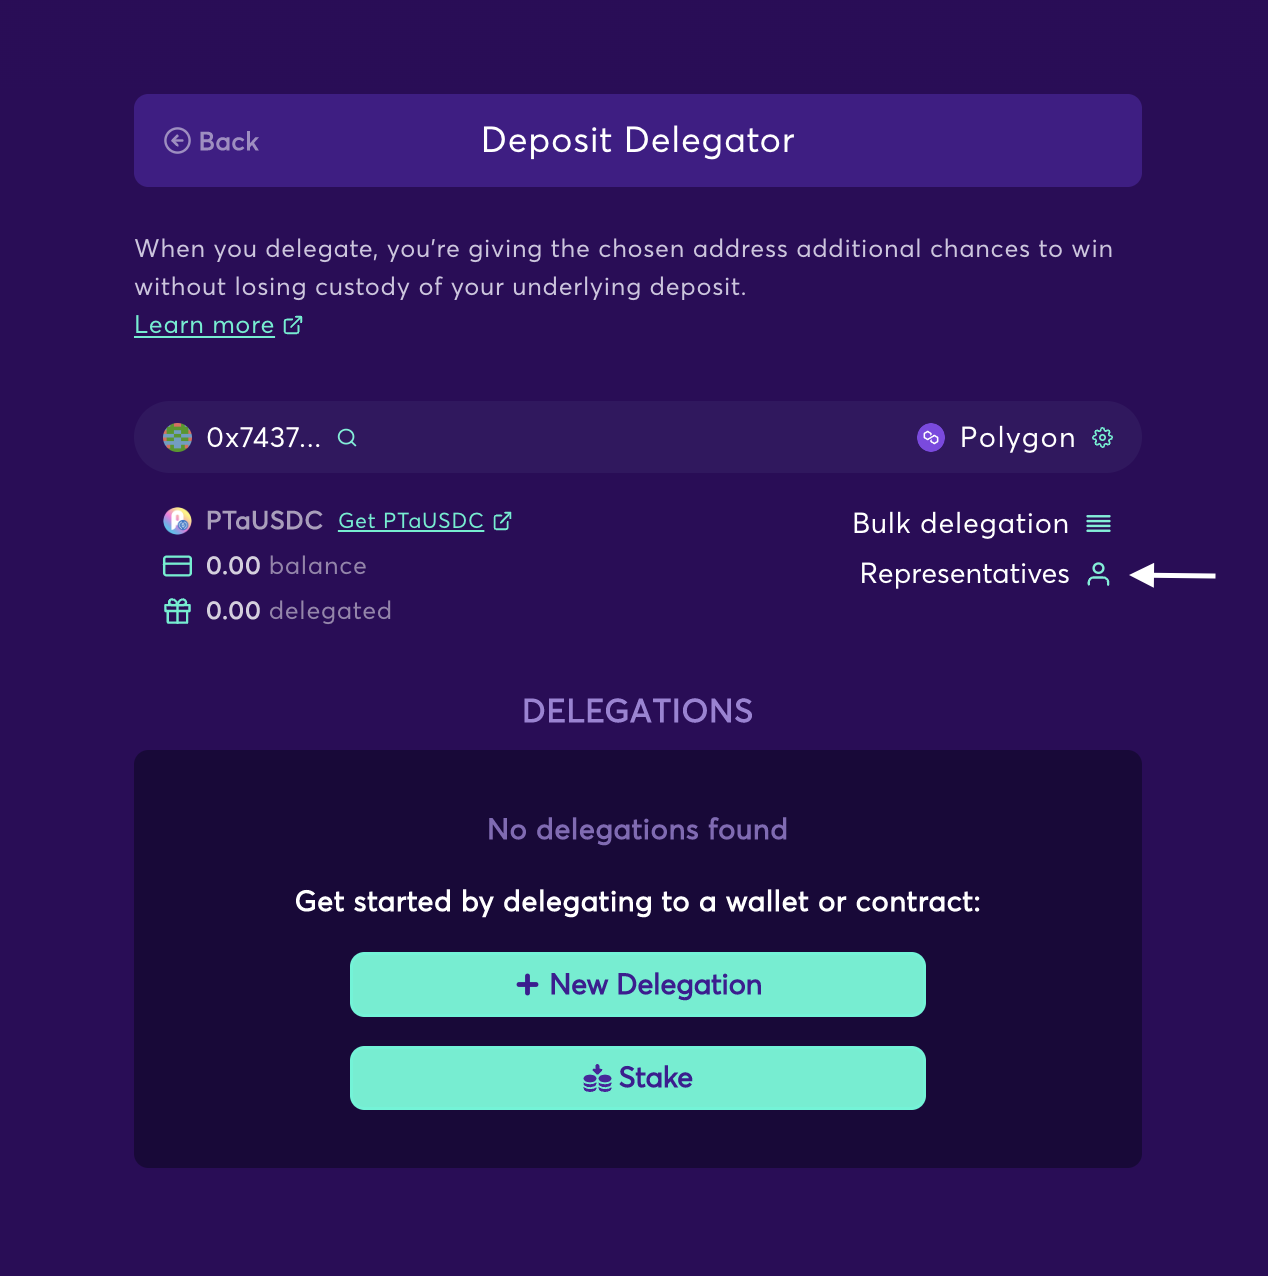 Back
Deposit Delegator
When you delegate, you're giving the chosen address additional chances to win
without losing custody of your underlying deposit.
Learn more
0x7437...
Polygon
PTaUSDC Get PTaUSDC
0.00 balance
0.00 delegated
Bulk delegation
Representatives
DELEGATIONS
No delegations found
Get started by delegating to a wallet or contract:
+ New Delegation
Stake